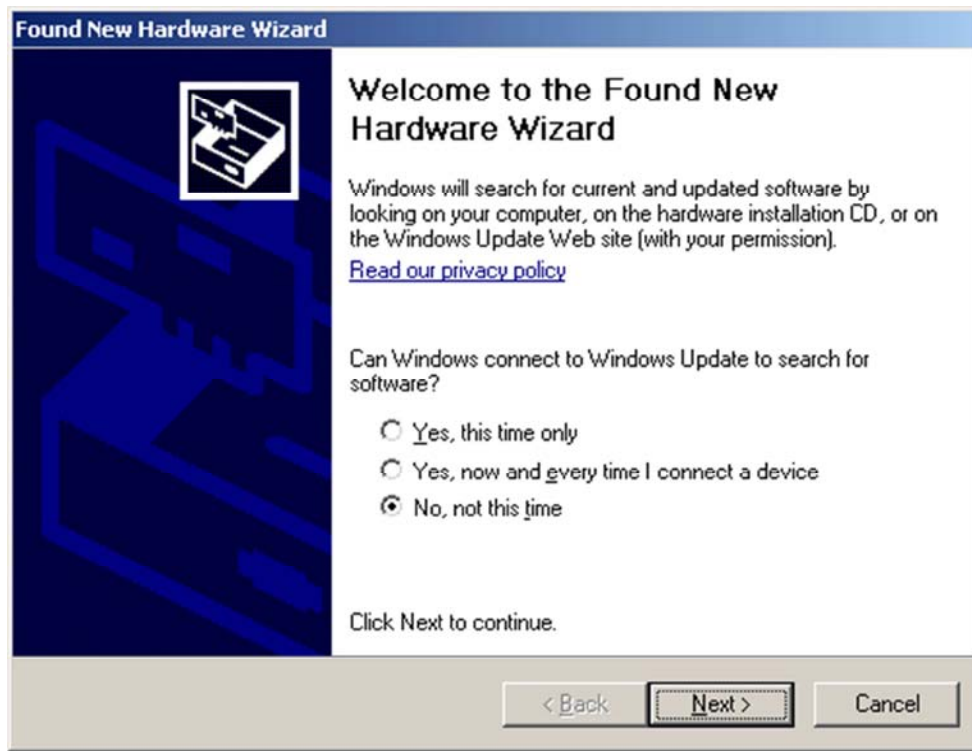 Found New Hardware Wizard
Welcome to the Found New
Hardware Wizard
Windows will search for current and updated software by
looking on your computer, on the hardware installation CD, or on
the Windows Update Web site (with your permission).
Read our privacy policy
Can Windows connect to Windows Update to search for
software?
Yes, this time only
Yes, now and every time I connect a device
No, not this time
Click Next to continue.
< Back Next > Cancel